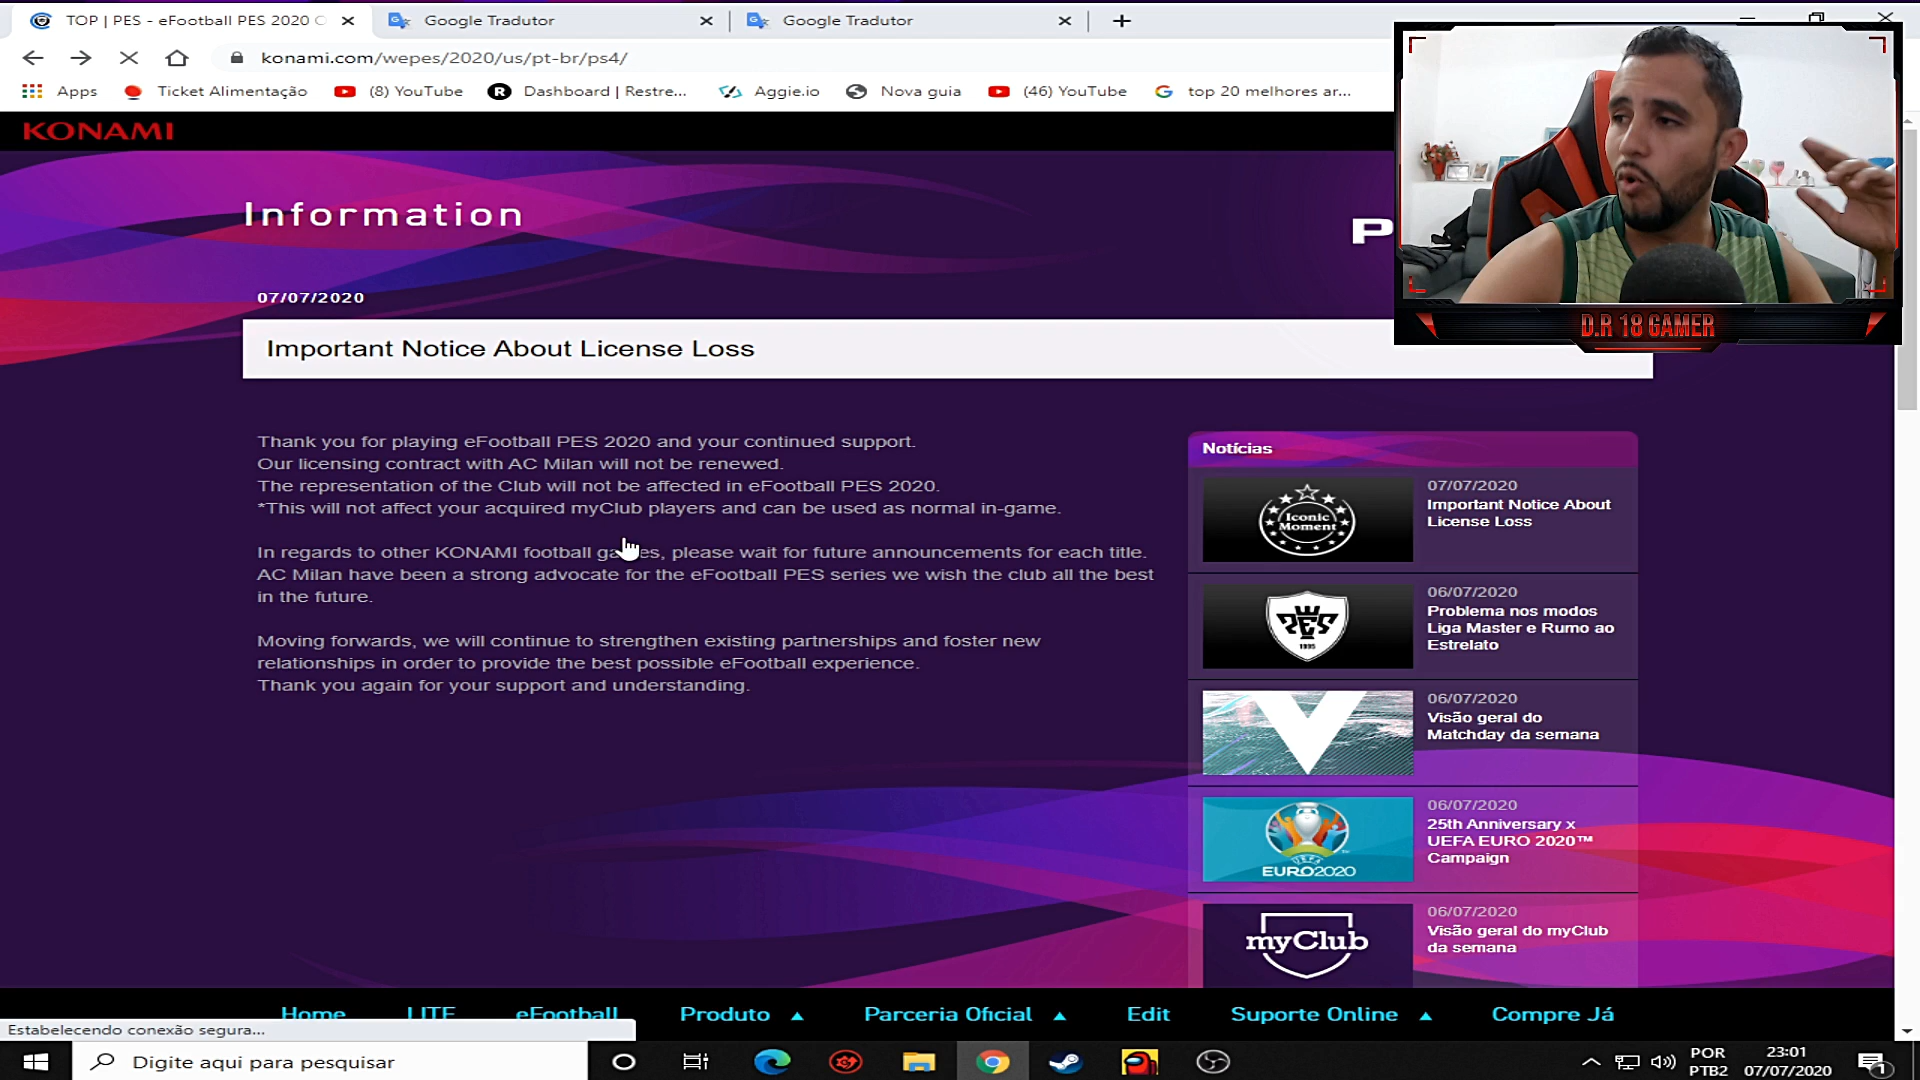 TOP | PES - eFootball PES 2020 O
Google Tradutor
Google Tradutor
konami.com/wepes/2020/us/pt-br/ps4/
Apps
Ticket Alimentação
(8) YouTube
Dashboard | Restre...
Aggie.io
Nova guia
(46) YouTube
top 20 melhores ar...
KONAMI
Information
P
07/07/2020
Important Notice About License Loss
D.R 18 GAMER
Thank you for playing eFootball PES 2020 and your continued support.
Our licensing contract with AC Milan will not be renewed.
The representation of the Club will not be affected in eFootball PES 2020.
*This will not affect your acquired myClub players and can be used as normal in-game.
In regards to other KONAMI football games, please wait for future announcements for each title.
AC Milan have been a strong advocate for the eFootball PES series we wish the club all the best
in the future.
Moving forwards, we will continue to strengthen existing partnerships and foster new
relationships in order to provide the best possible eFootball experience.
Thank you again for your support and understanding.
Notícias
Iconic
Moment
07/07/2020
Important Notice About
License Loss
PES
1995
06/07/2020
Problema nos modos
Liga Master e Rumo ao
Estrelato
06/07/2020
Visão geral do
Matchday da semana
UEFA
EURO2020
06/07/2020
25th Anniversary x
UEFA EURO 2020™
Campaign
myClub
06/07/2020
Visão geral do myClub
da semana
Home
LITE
eFootball
Produto
Parceria Oficial
Edit
Suporte Online
Compre Já
Estabelecendo conexão segura...
Digite aqui para pesquisar
POR
PTB2
23:01
07/07/2020
1